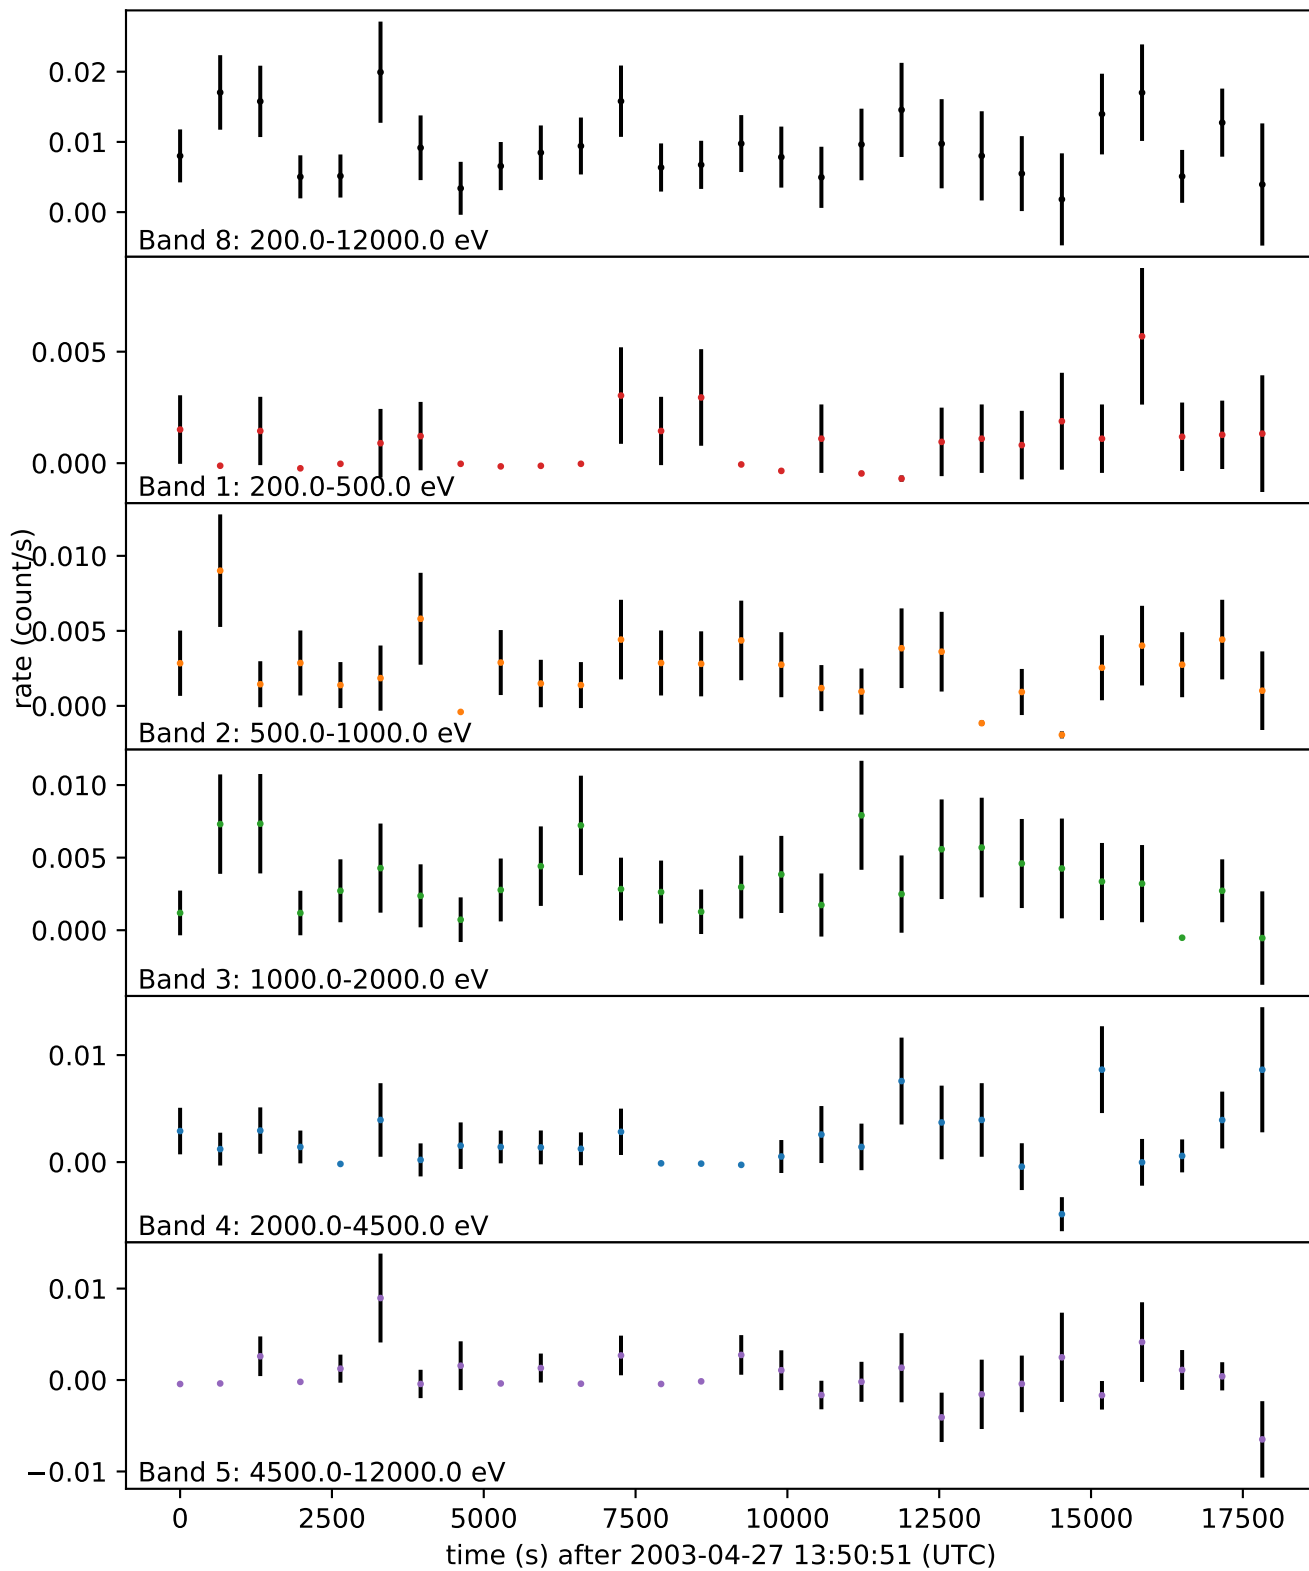 0.02
0.01
0.00
Band 8: 200.0-12000.0 eV
0.005
0.000
Band 1: 200.0-500.0 eV
rate (count/s)
0.010
0.005
0.000
Band 2: 500.0-1000.0 eV
0.010
0.005
0.000
Band 3: 1000.0-2000.0 eV
0.01
0.00
Band 4: 2000.0-4500.0 eV
0.01
0.00
−0.01
Band 5: 4500.0-12000.0 eV
0 2500 5000 7500 10000 12500 15000 17500
time (s) after 2003-04-27 13:50:51 (UTC)